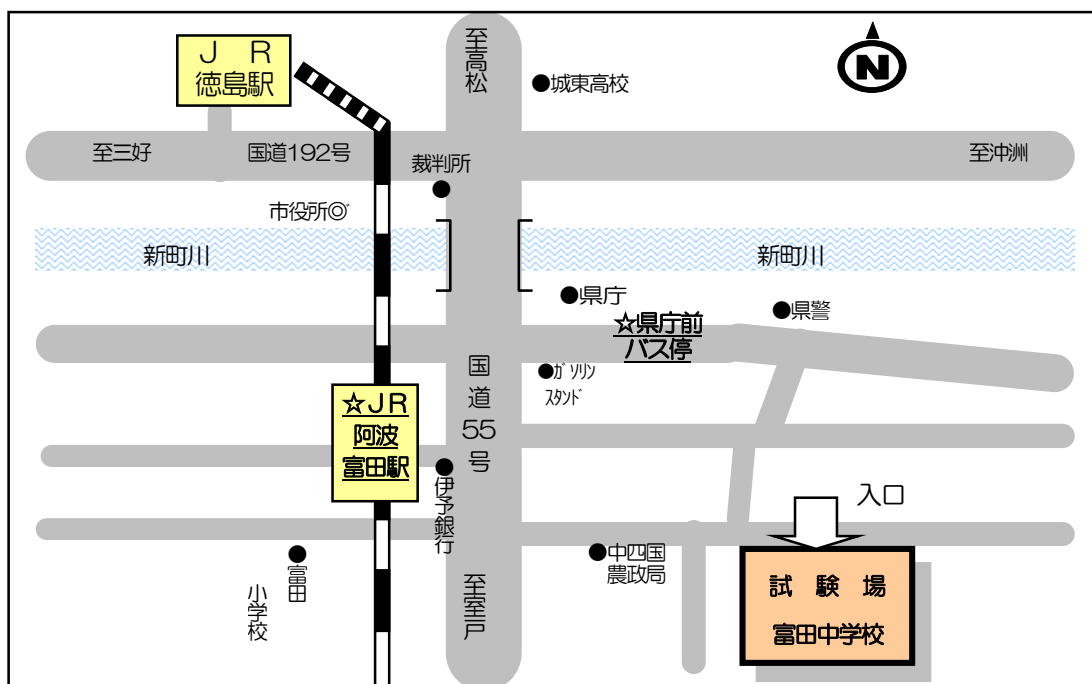 ＪＲ
徳島駅
至高松
●城東高校
N
至三好
国道192号
裁判所
至沖洲
市役所◎
新町川
新町川
●県庁
☆県庁前
バス停
●県警
国道55号
●ガソリン
スタンド
☆ＪＲ
阿波
富田駅
伊予銀行
入口
富田
小学校
至室戸
●中四国
農政局
試験場
富田中学校